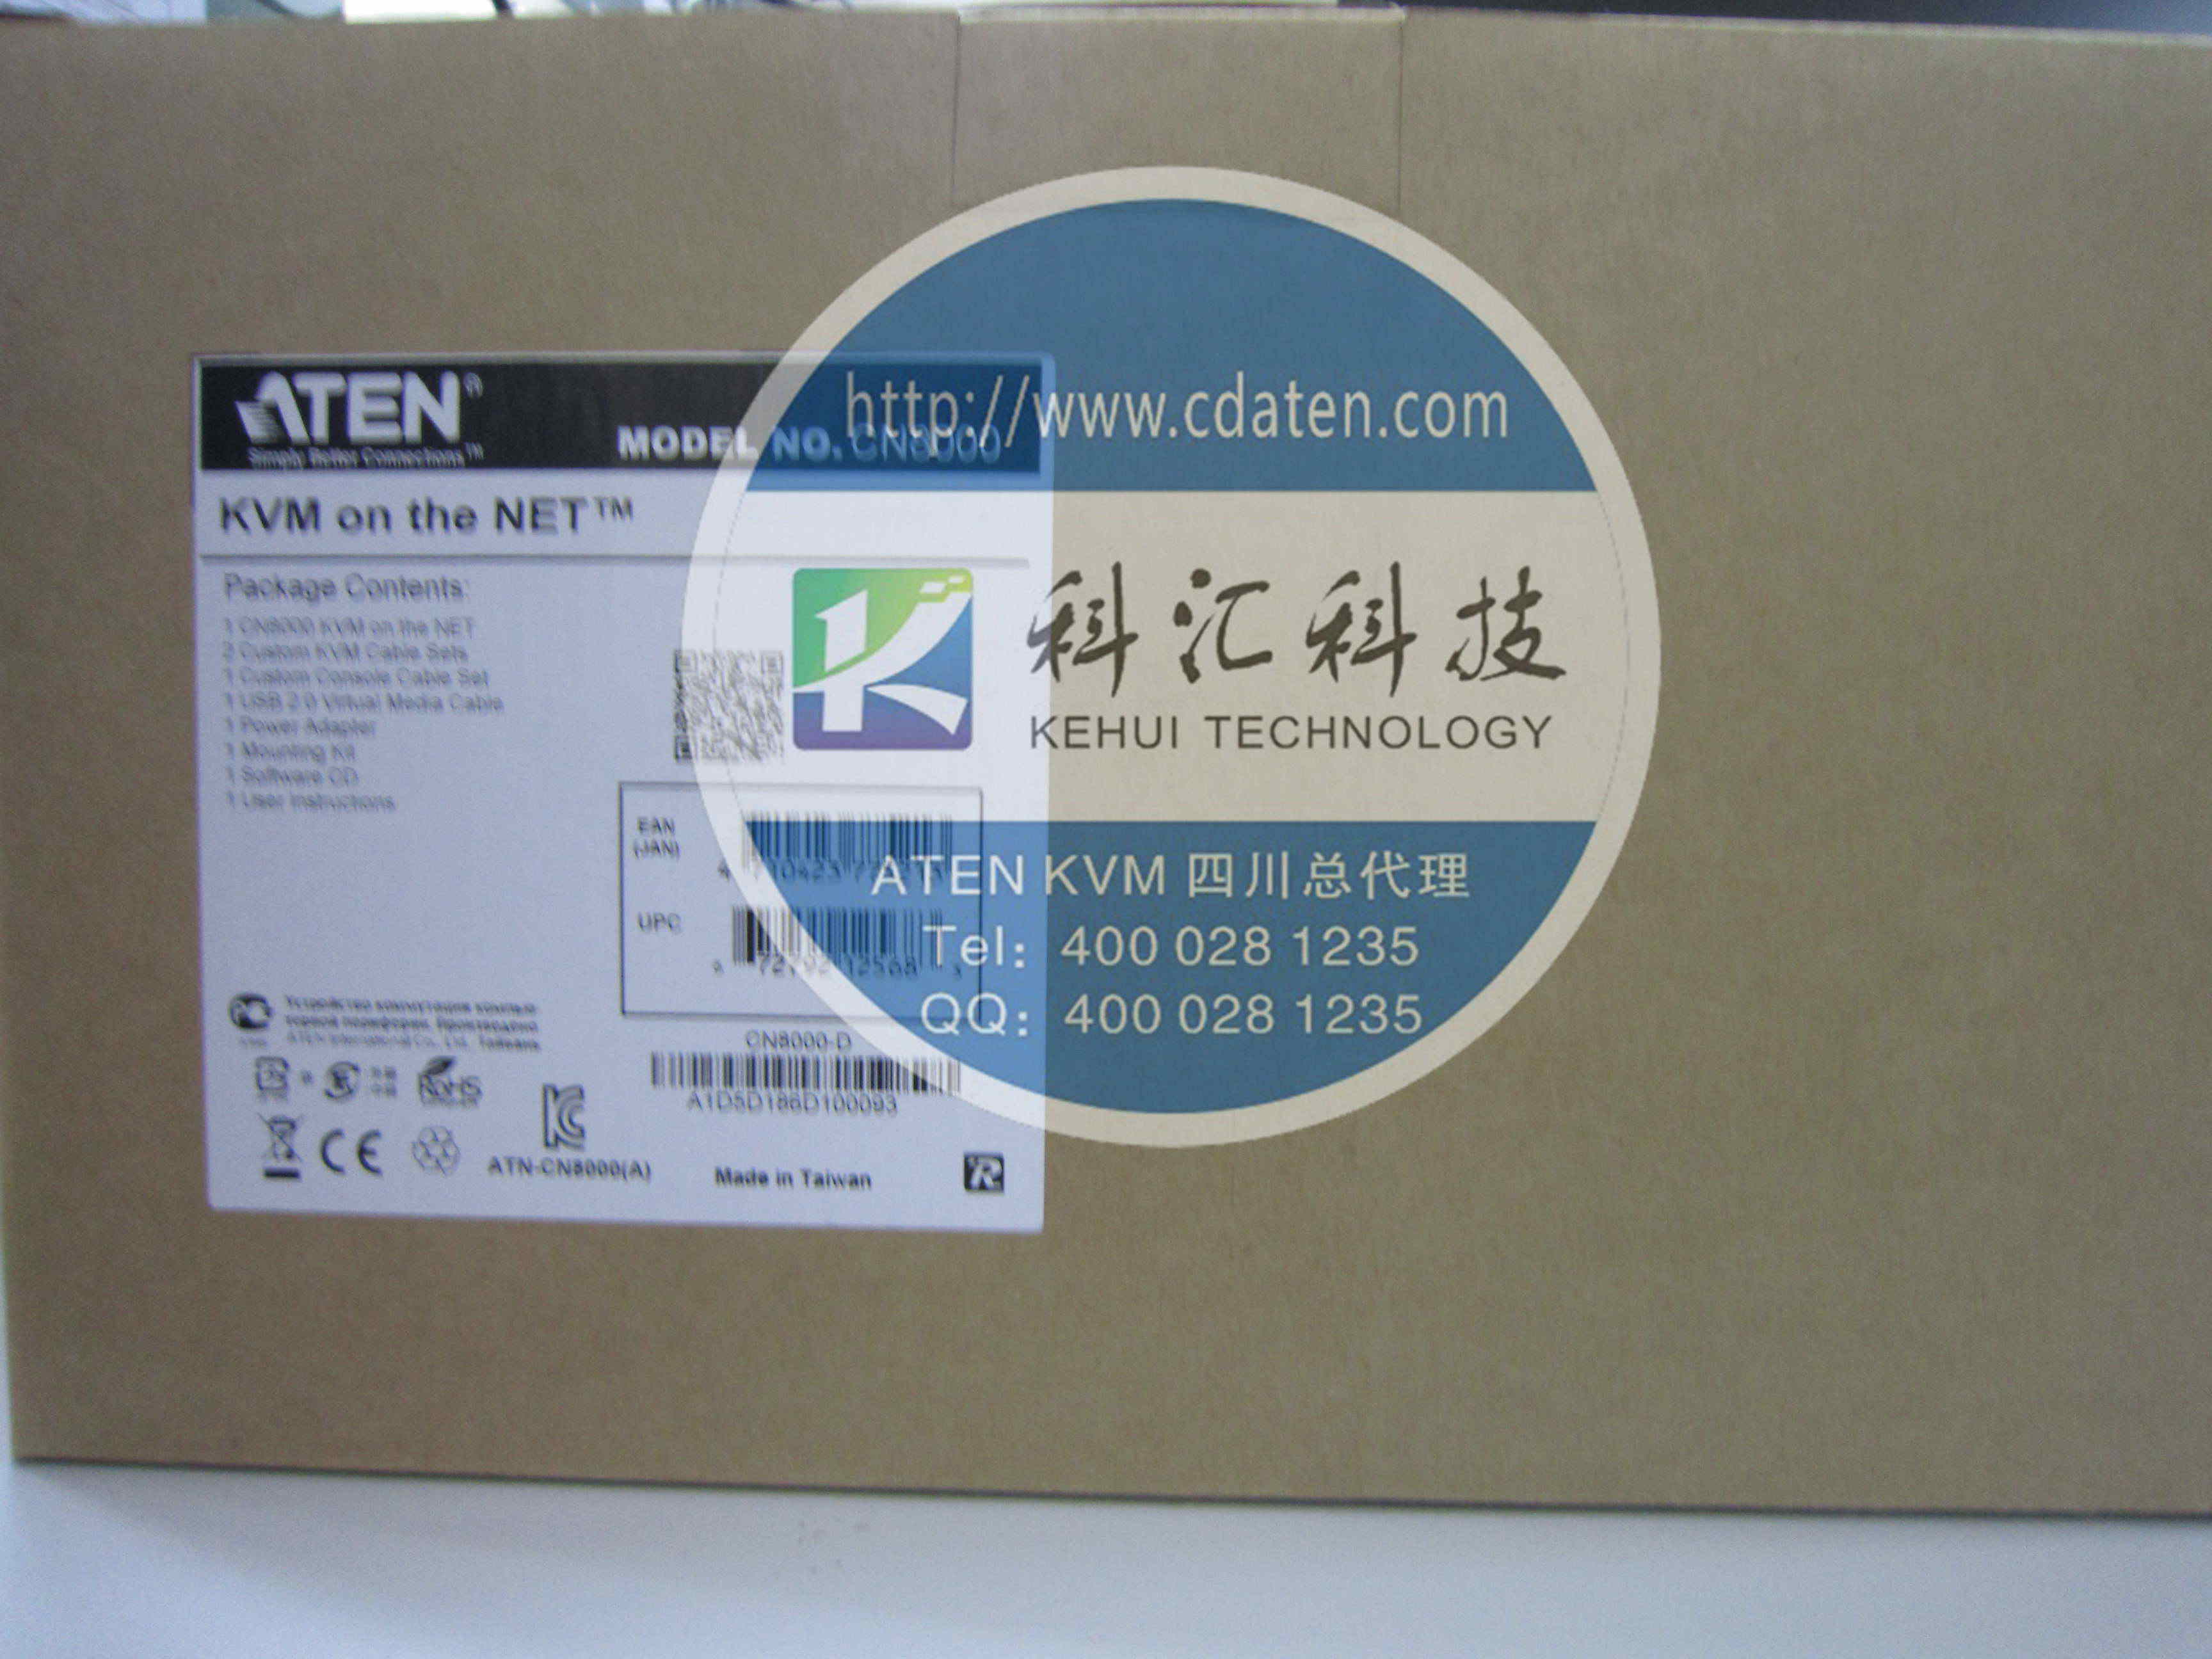 ATEN®
Simply Better Connections™
MODEL NO. CN8000
KVM on the NET™
Package Contents:
1 CN8000 KVM on the NET
2 Custom KVM Cable Sets
1 Custom Console Cable Set
1 USB 2.0 Virtual Media Cable
1 Power Adapter
1 Mounting Kit
1 Software CD
1 User Instructions
EAN
(JAN)
UPC
CN8000-D
A1D5D186D100093
RoHS
CE
ATN-CN8000(A)
Made in Taiwan
http://www.cdaten.com
科汇科技
KEHUI TECHNOLOGY
ATEN KVM 四川总代理
Tel: 400 028 1235
QQ: 400 028 1235